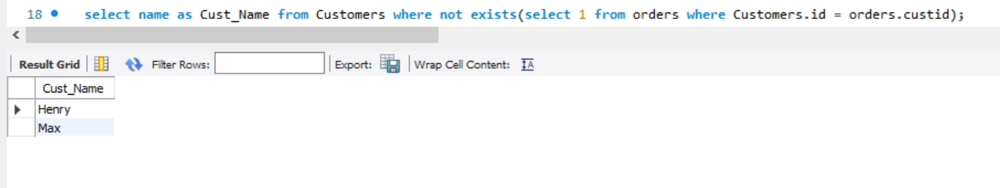 18 select name as Cust_Name from Customers where not exists(select 1 from orders where Customers.id = orders.custid);
Result Grid Filter Rows: Export: Wrap Cell Content: IA
Cust_Name
Henry
Max